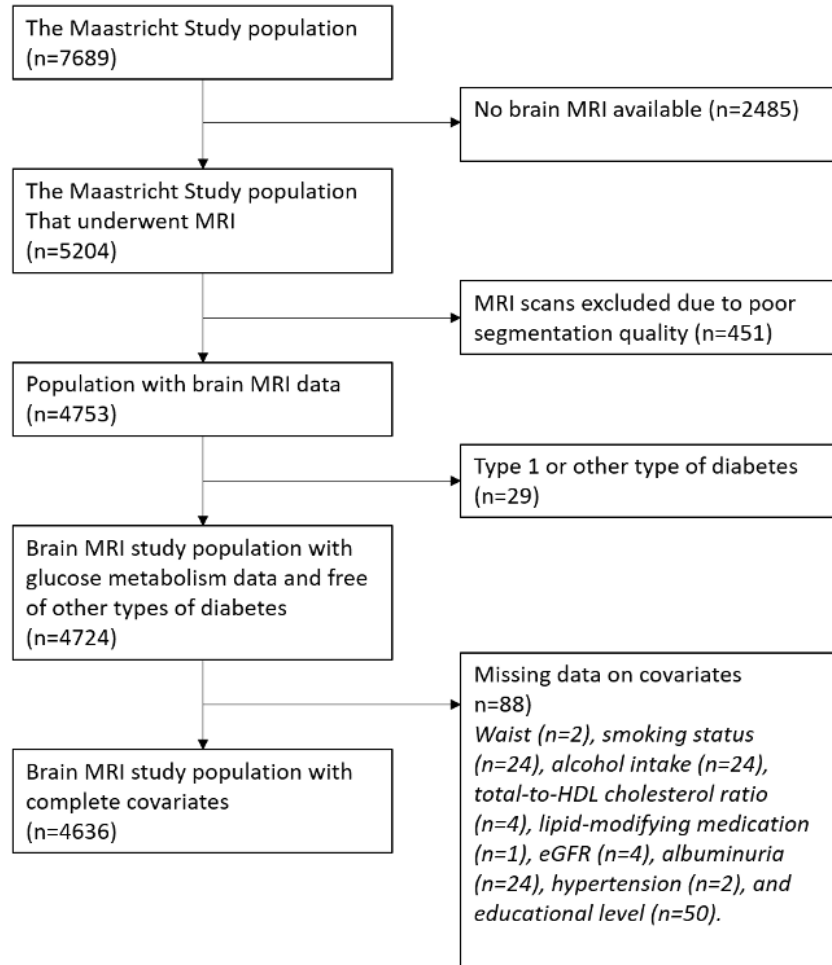 The Maastricht Study population
(n=7689)
No brain MRI available (n=2485)
The Maastricht Study population
That underwent MRI
(n=5204)
MRI scans excluded due to poor
segmentation quality (n=451)
Population with brain MRI data
(n=4753)
Type 1 or other type of diabetes
(n=29)
Brain MRI study population with
glucose metabolism data and free
of other types of diabetes
(n=4724)
Missing data on covariates
n=88)
Waist (n=2), smoking status
(n=24), alcohol intake (n=24),
total-to-HDL cholesterol ratio
(n=4), lipid-modifying medication
(n=1), eGFR (n=4), albuminuria
(n=24), hypertension (n=2), and
educational level (n=50).
Brain MRI study population with
complete covariates
(n=4636)